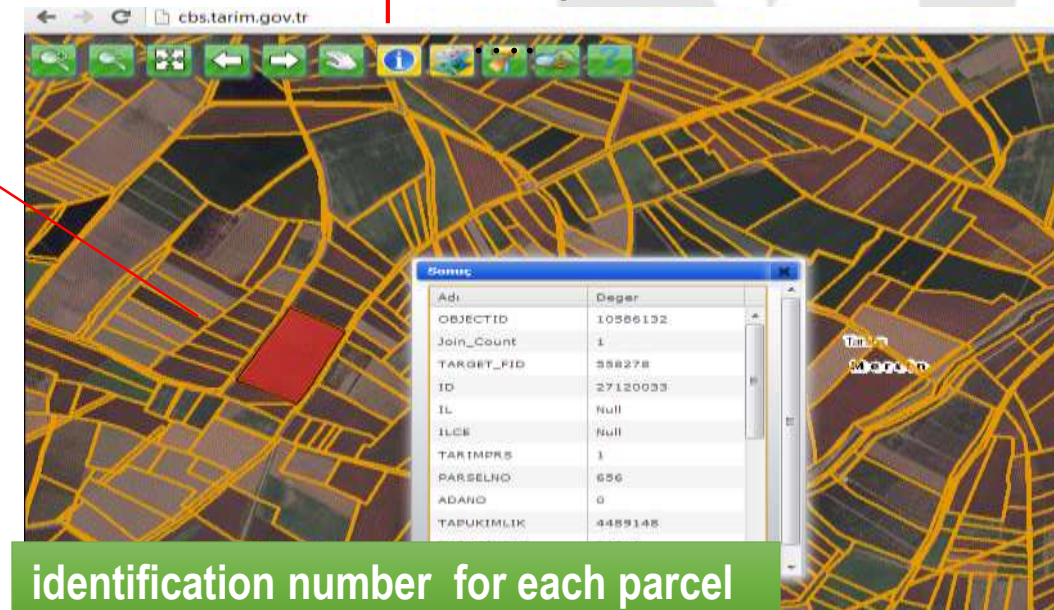 cbs.tarim.gov.tr
Sonuç
Adı Deger
OBJECTID 10586132
Join_Count 1
TARGET_FID 558278
ID 27120033
IL Null
ILCE Null
TARIMPRS 1
PARSELNO 656
ADANO 0
TAPUKIMLIK 4489148
identification number for each parcel